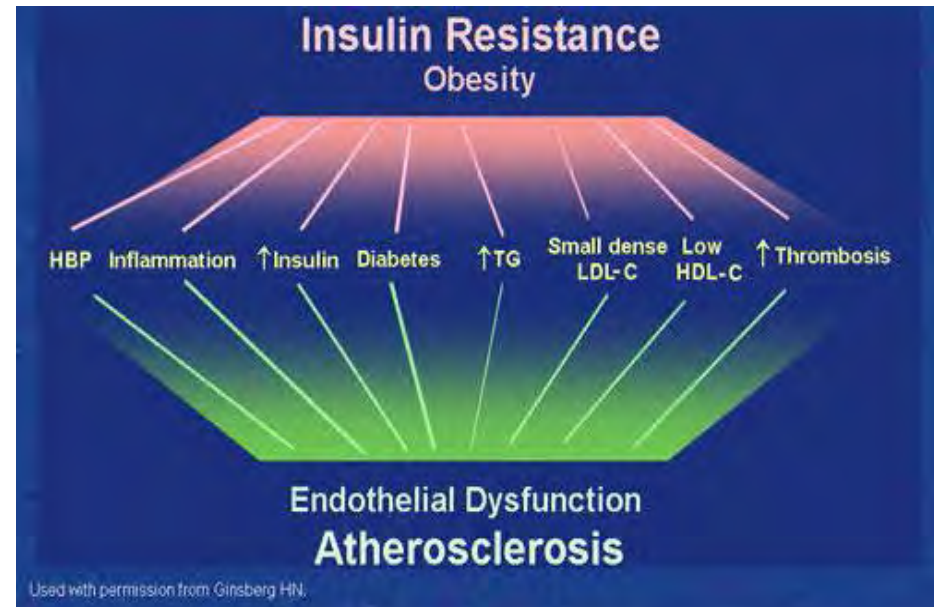 Insulin Resistance
Obesity
HBP Inflammation ↑Insulin Diabetes ↑TG Small dense LDL-C Low HDL-C ↑Thrombosis
Endothelial Dysfunction
Atherosclerosis
Used with permission from Ginsberg HN.